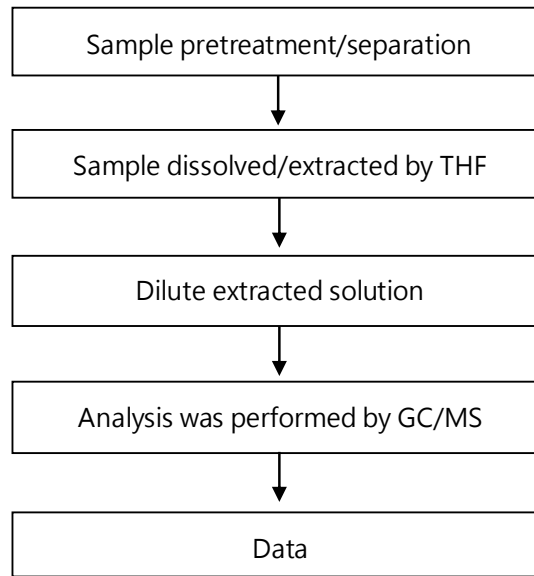 Sample pretreatment/separation
Sample dissolved/extracted by THF
Dilute extracted solution
Analysis was performed by GC/MS
Data